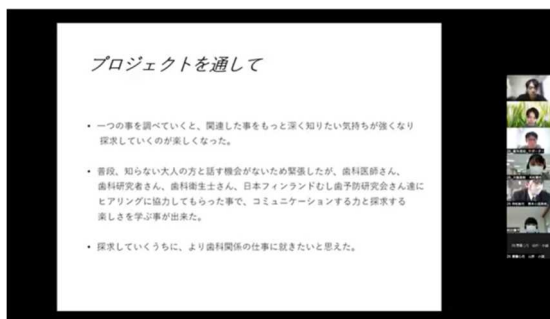 プロジェクトを通して
• 一つの事を調べていくと、関連した事をもっと深く知りたい気持ちが強くなり
探求していくのが楽しくなった。
• 普段、知らない大人の方と話す機会がないため緊張したが、歯科医師さん、
歯科研究者さん、歯科衛生士さん、日本フィンランドむし歯予防研究会さん達に
ヒアリングに協力してもらった事で、コミュニケーションする力と探求する
楽しさを学ぶ事が出来た。
• 探求していくうちに、より歯科関係の仕事に就きたいと思えた。